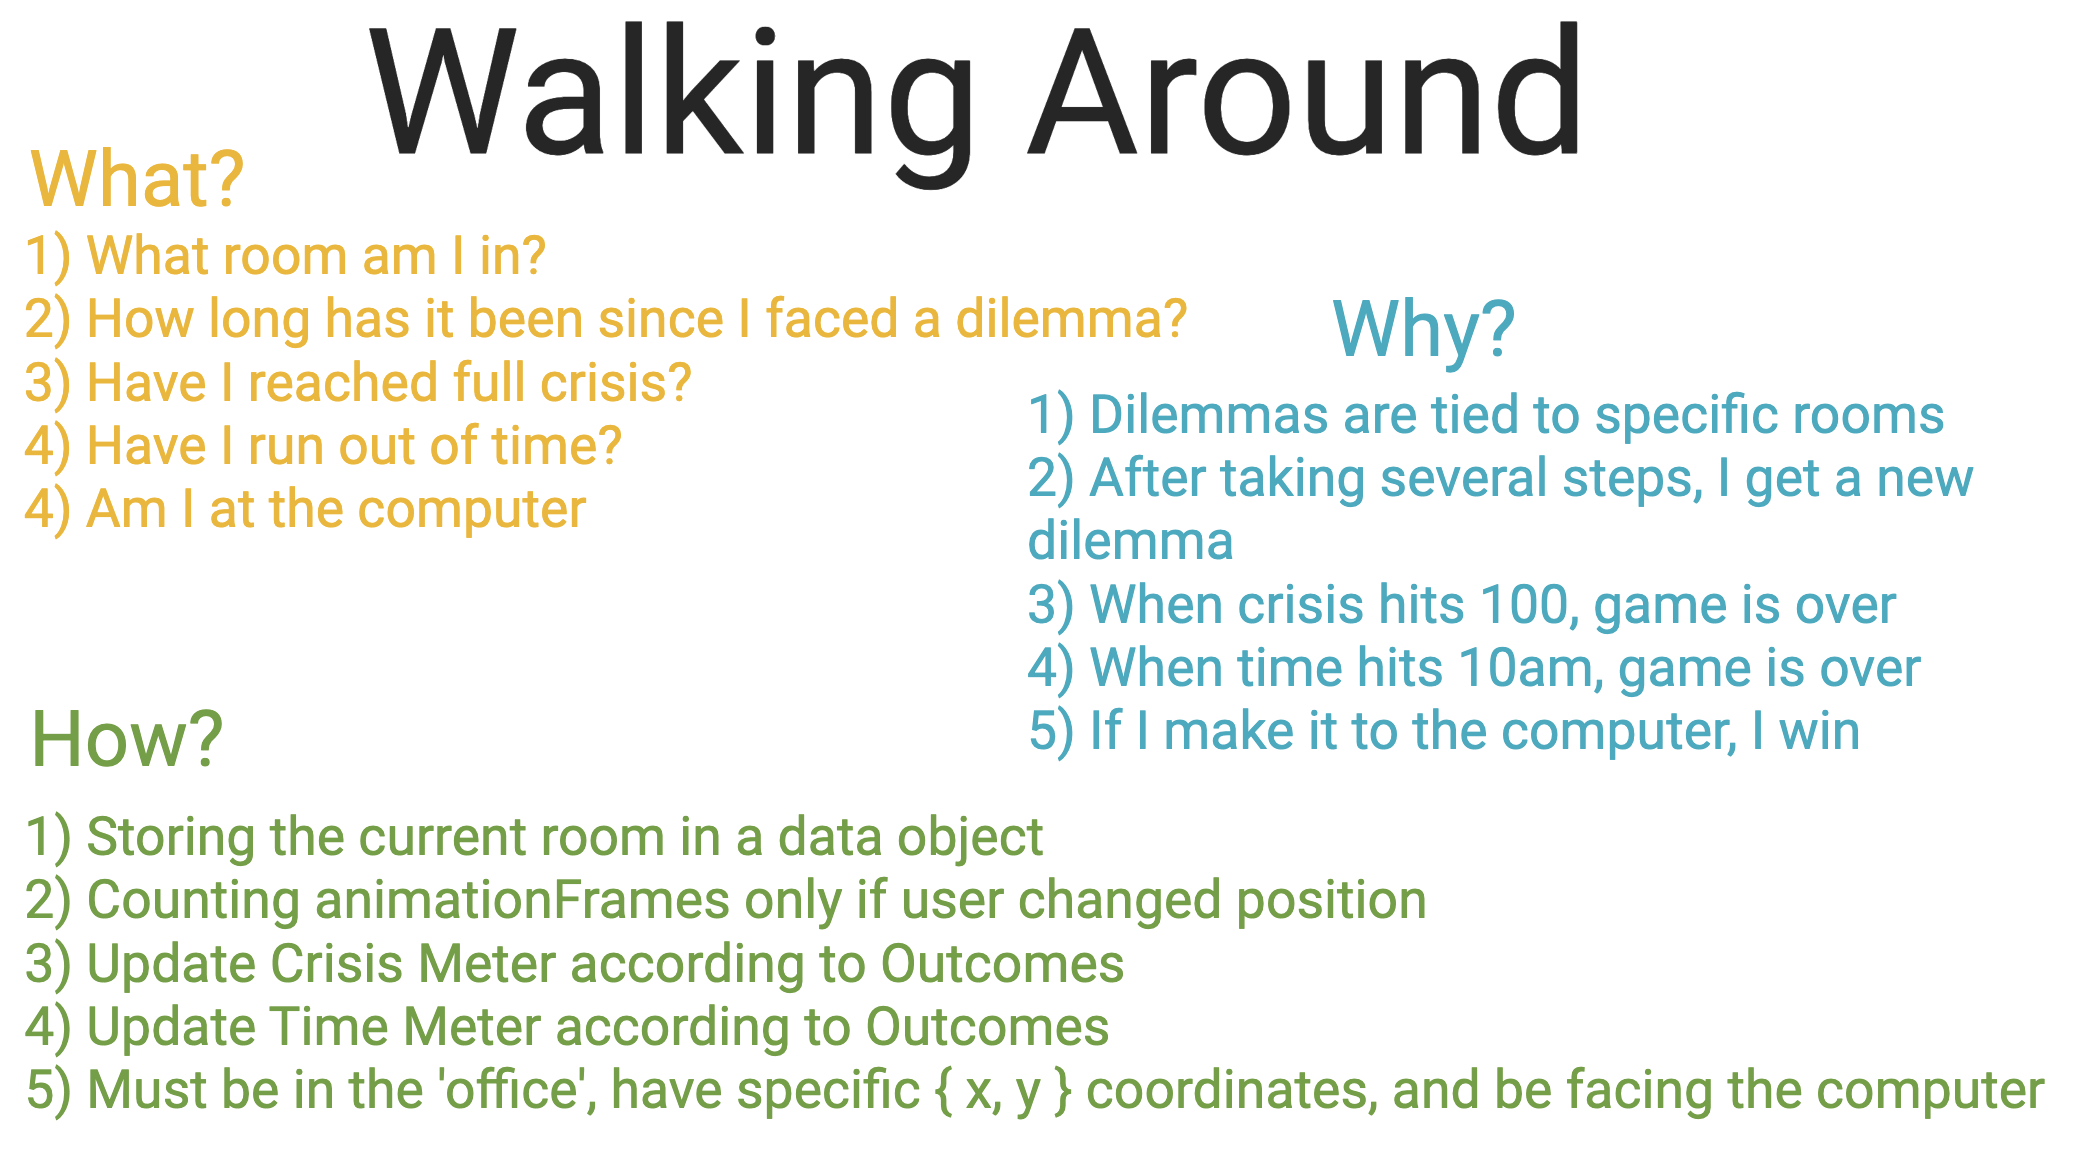 Walking Around
What?
1) What room am I in?
2) How long has it been since I faced a dilemma?
3) Have I reached full crisis?
4) Have I run out of time?
4) Am I at the computer
Why?
1) Dilemmas are tied to specific rooms
2) After taking several steps, I get a new
dilemma
3) When crisis hits 100, game is over
4) When time hits 10am, game is over
5) If I make it to the computer, I win
How?
1) Storing the current room in a data object
2) Counting animationFrames only if user changed position
3) Update Crisis Meter according to Outcomes
4) Update Time Meter according to Outcomes
5) Must be in the 'office', have specific { x, y } coordinates, and be facing the computer